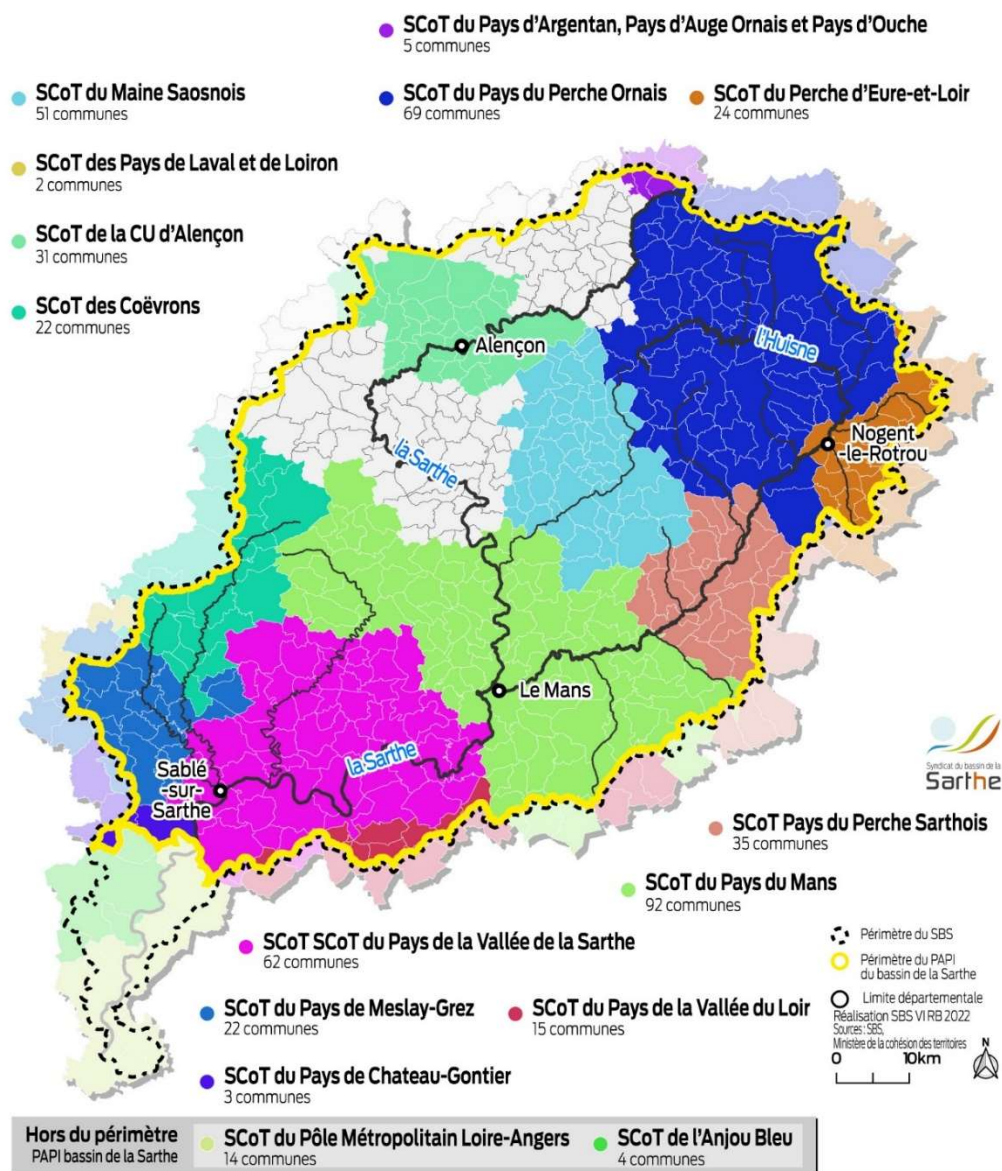 SCoT du Pays d'Argentan, Pays d'Auge Ornais et Pays d'Ouche
5 communes
SCoT du Maine Saosnois
51 communes
SCoT du Pays du Perche Ornais
69 communes
SCoT du Perche d'Eure-et-Loir
24 communes
SCoT des Pays de Laval et de Loiron
2 communes
SCoT de la CU d'Alençon
31 communes
SCoT des Coëvrons
22 communes
Alençon
l'Huisne
Nogent
-le-Rotrou
la Sarthe
Le Mans
la Sarthe
Sablé
-sur-
Sarthe
Syndicat du bassin de la
Sarthe
SCoT Pays du Perche Sarthois
35 communes
SCoT du Pays du Mans
92 communes
SCoT SCoT du Pays de la Vallée de la Sarthe
62 communes
SCoT du Pays de Meslay-Grez
22 communes
SCoT du Pays de la Vallée du Loir
15 communes
SCoT du Pays de Chateau-Gontier
3 communes
Périmètre du SBS
Périmètre du PAPI
du bassin de la Sarthe
Limite départementale
Réalisation SBS VI RB 2022
Sources : SBS,
Ministère de la cohésion des territoires
0 10km
N
Hors du périmètre
PAPI bassin de la Sarthe
SCoT du Pôle Métropolitain Loire-Angers
14 communes
SCoT de l'Anjou Bleu
4 communes